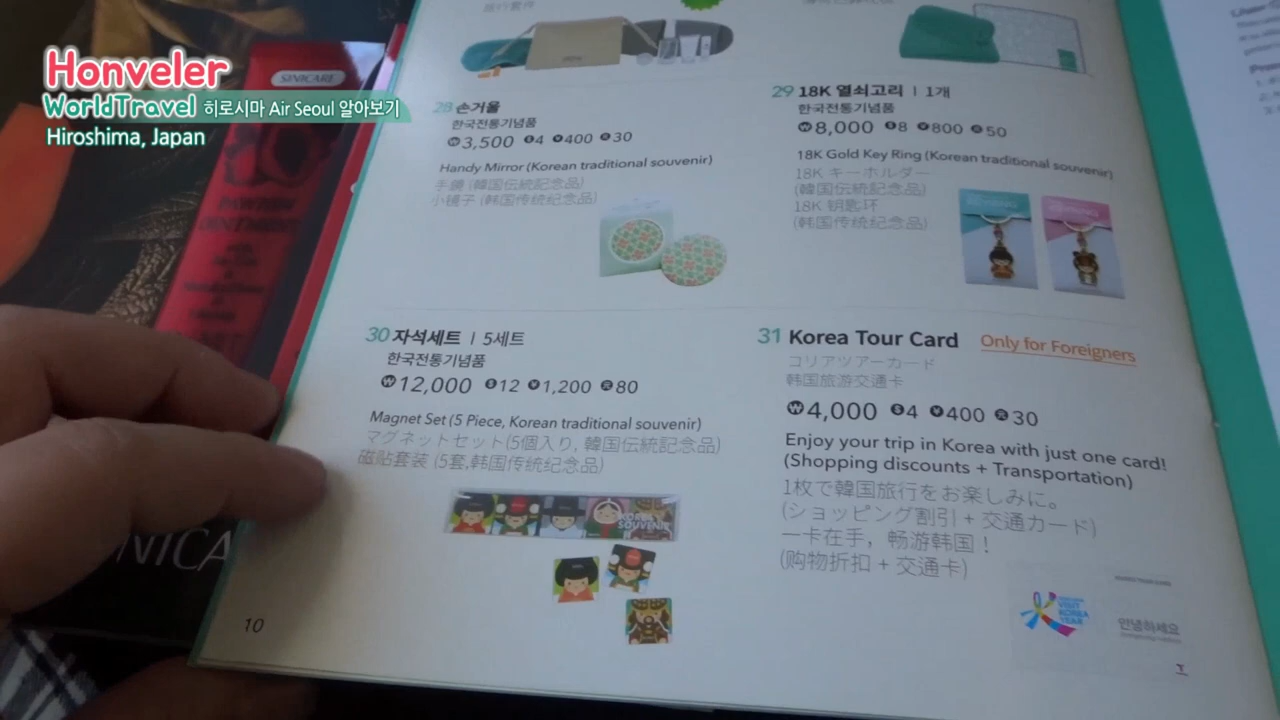 Honveler
WorldTravel 히로시마 Air Seoul 알아보기
Hiroshima, Japan
SINICARE
旅行套件
28 손거울
한국전통기념품
₩3,500 $4 ¥400 元30
Handy Mirror (Korean traditional souvenir)
手鏡 (韓国伝統記念品)
小镜子 (韩国传统纪念品)
29 18K 열쇠고리 | 1개
한국전통기념품
₩8,000 $8 ¥800 元50
18K Gold Key Ring (Korean traditional souvenir)
18K キーホルダー
(韓国伝統記念品)
18K 钥匙环
(韩国传统纪念品)
30 자석세트 | 5세트
한국전통기념품
₩12,000 $12 ¥1,200 元80
Magnet Set (5 Piece, Korean traditional souvenir)
マグネットセット(5個入り, 韓国伝統記念品)
磁贴套装 (5套,韩国传统纪念品)
KOREA
SOUVENIR
31 Korea Tour Card Only for Foreigners
コリアツアーカード
韩国旅游交通卡
₩4,000 $4 ¥400 元30
Enjoy your trip in Korea with just one card!
(Shopping discounts + Transportation)
1枚で韓国旅行をお楽しみに。
(ショッピング割引 + 交通カード)
一卡在手，畅游韩国！
(购物折扣 + 交通卡)
VISIT
KOREA
YEAR
안녕하세요
10